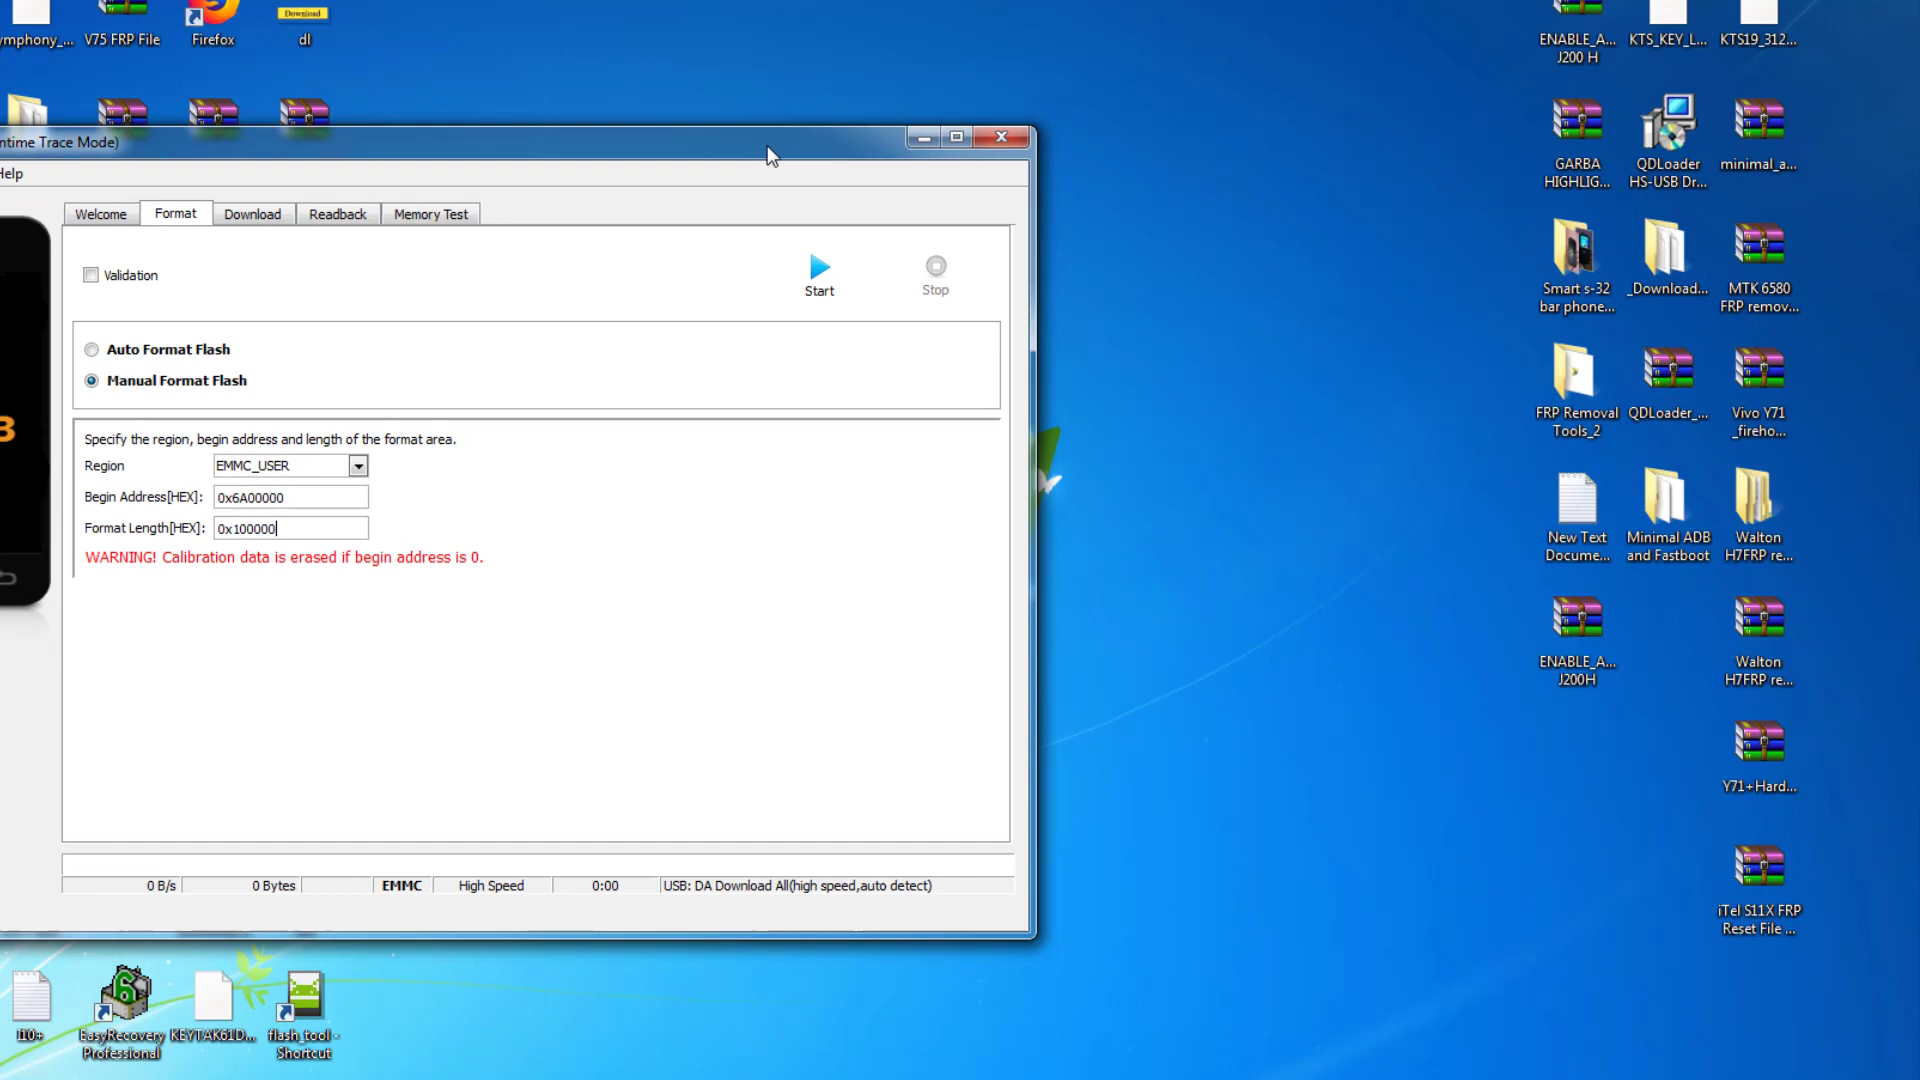 ymphony_...
V75 FRP File
Firefox
Download
dl
ENABLE_A...
J200 H
KTS_KEY_L...
KTS19_312...
GARBA
HIGHLIG...
QDLoader
HS-USB Dr...
minimal_a...
Smart s-32
bar phone...
_Download...
MTK 6580
FRP remov...
FRP Removal
Tools_2
QDLoader_...
Vivo Y71
_fireho...
New Text
Docume...
Minimal ADB
and Fastboot
Walton
H7FRP re...
ENABLE_A...
J200H
Walton
H7FRP re...
Y71+Hard...
iTel S11X FRP
Reset File ...
ntime Trace Mode)
Help
Welcome
Format
Download
Readback
Memory Test
Validation
Start
Stop
Auto Format Flash
Manual Format Flash
3
Specify the region, begin address and length of the format area.
Region
EMMC_USER
Begin Address[HEX]:
0x6A00000
Format Length[HEX]:
0x100000
WARNING! Calibration data is erased if begin address is 0.
0 B/s
0 Bytes
EMMC
High Speed
0:00
USB: DA Download All(high speed,auto detect)
i10+
6
EasyRecovery
Professional
KEYTAK61D...
flash_tool -
Shortcut